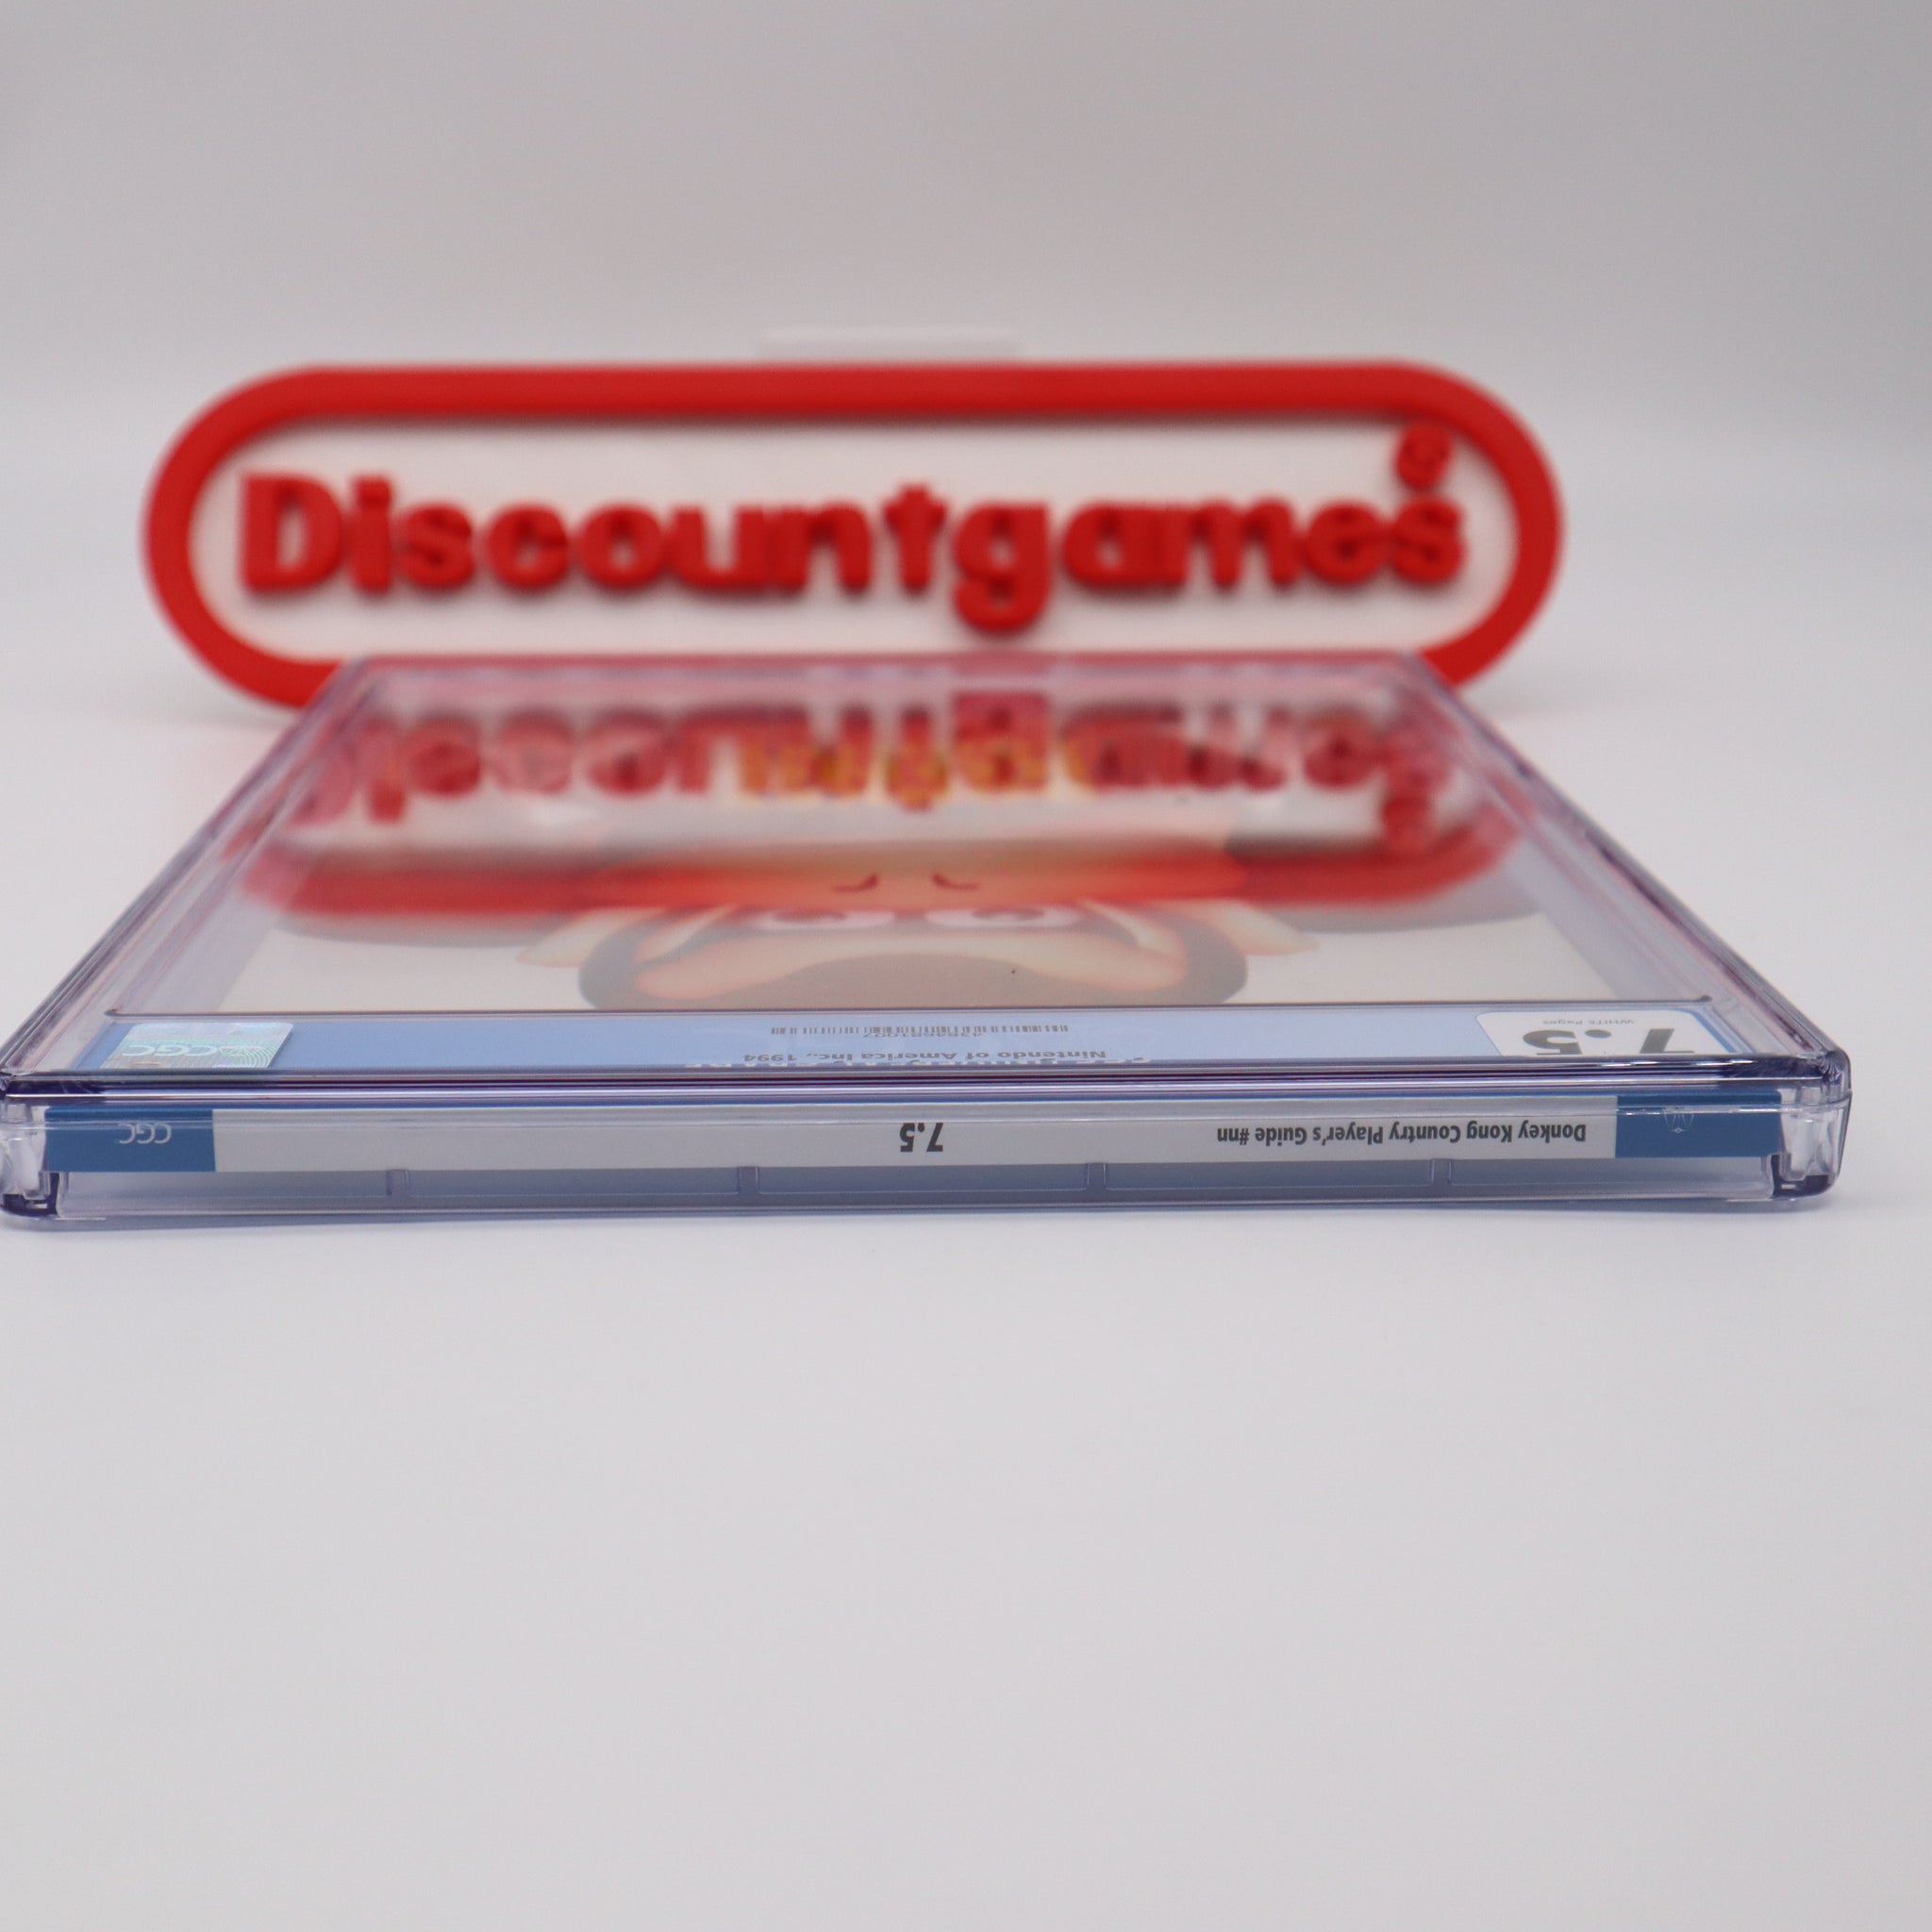 Discountgames
7.5
WHITE Pages
Nintendo of America Inc., 1994
CGC
Donkey Kong Country Player's Guide #nn
7.5
CGC